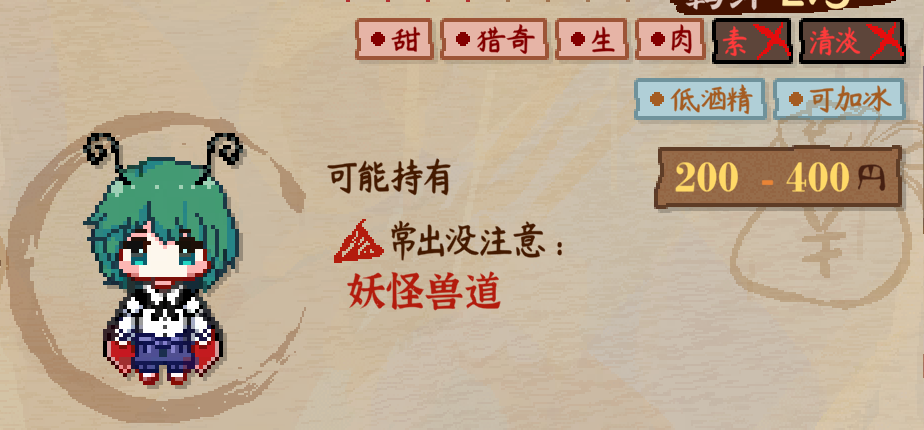 甜 猎奇 生 肉 素 清淡
低酒精 可加冰
可能持有 200 - 400円
常出没注意：
妖怪兽道